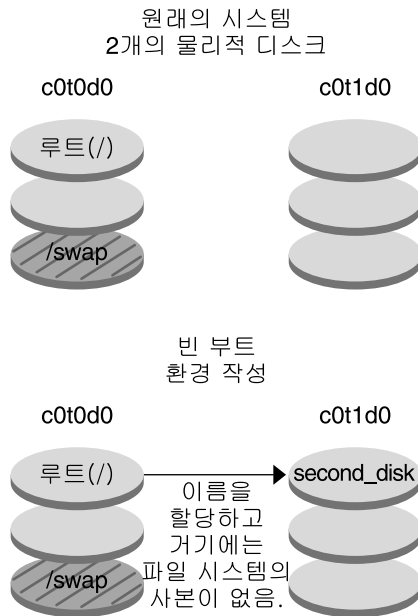 원래의 시스템
2개의 물리적 디스크
c0t0d0
c0t1d0
루트(/)
/swap
빈 부트
환경 작성
c0t0d0
c0t1d0
루트(/)
second_disk
이름을
할당하고
거기에는
파일 시스템의
사본이 없음.
/swap